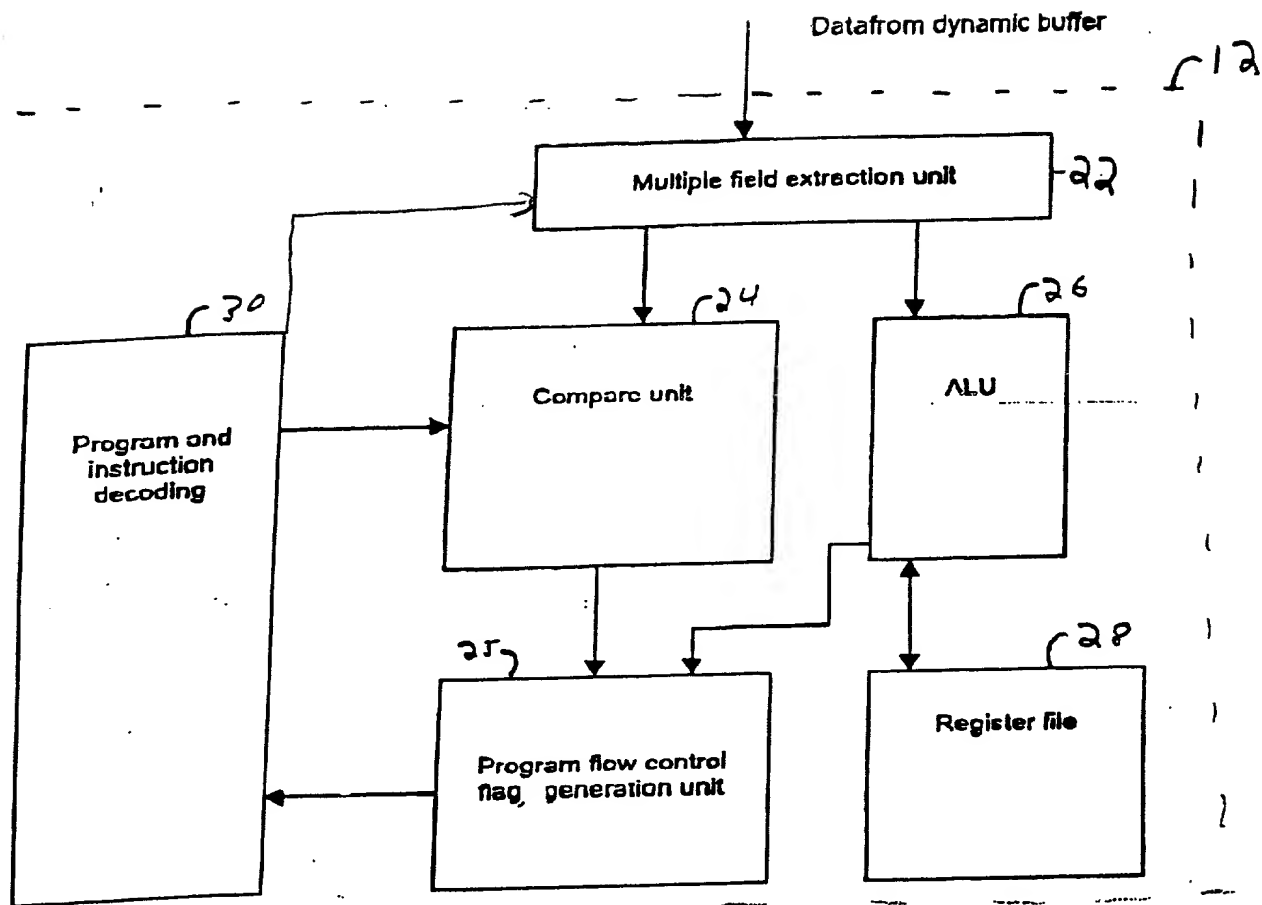 Datafrom dynamic buffer
12
Multiple field extraction unit
22
30
24
26
Compare unit
ALU
Program and
instruction
decoding
25
28
Register file
Program flow control
flag, generation unit